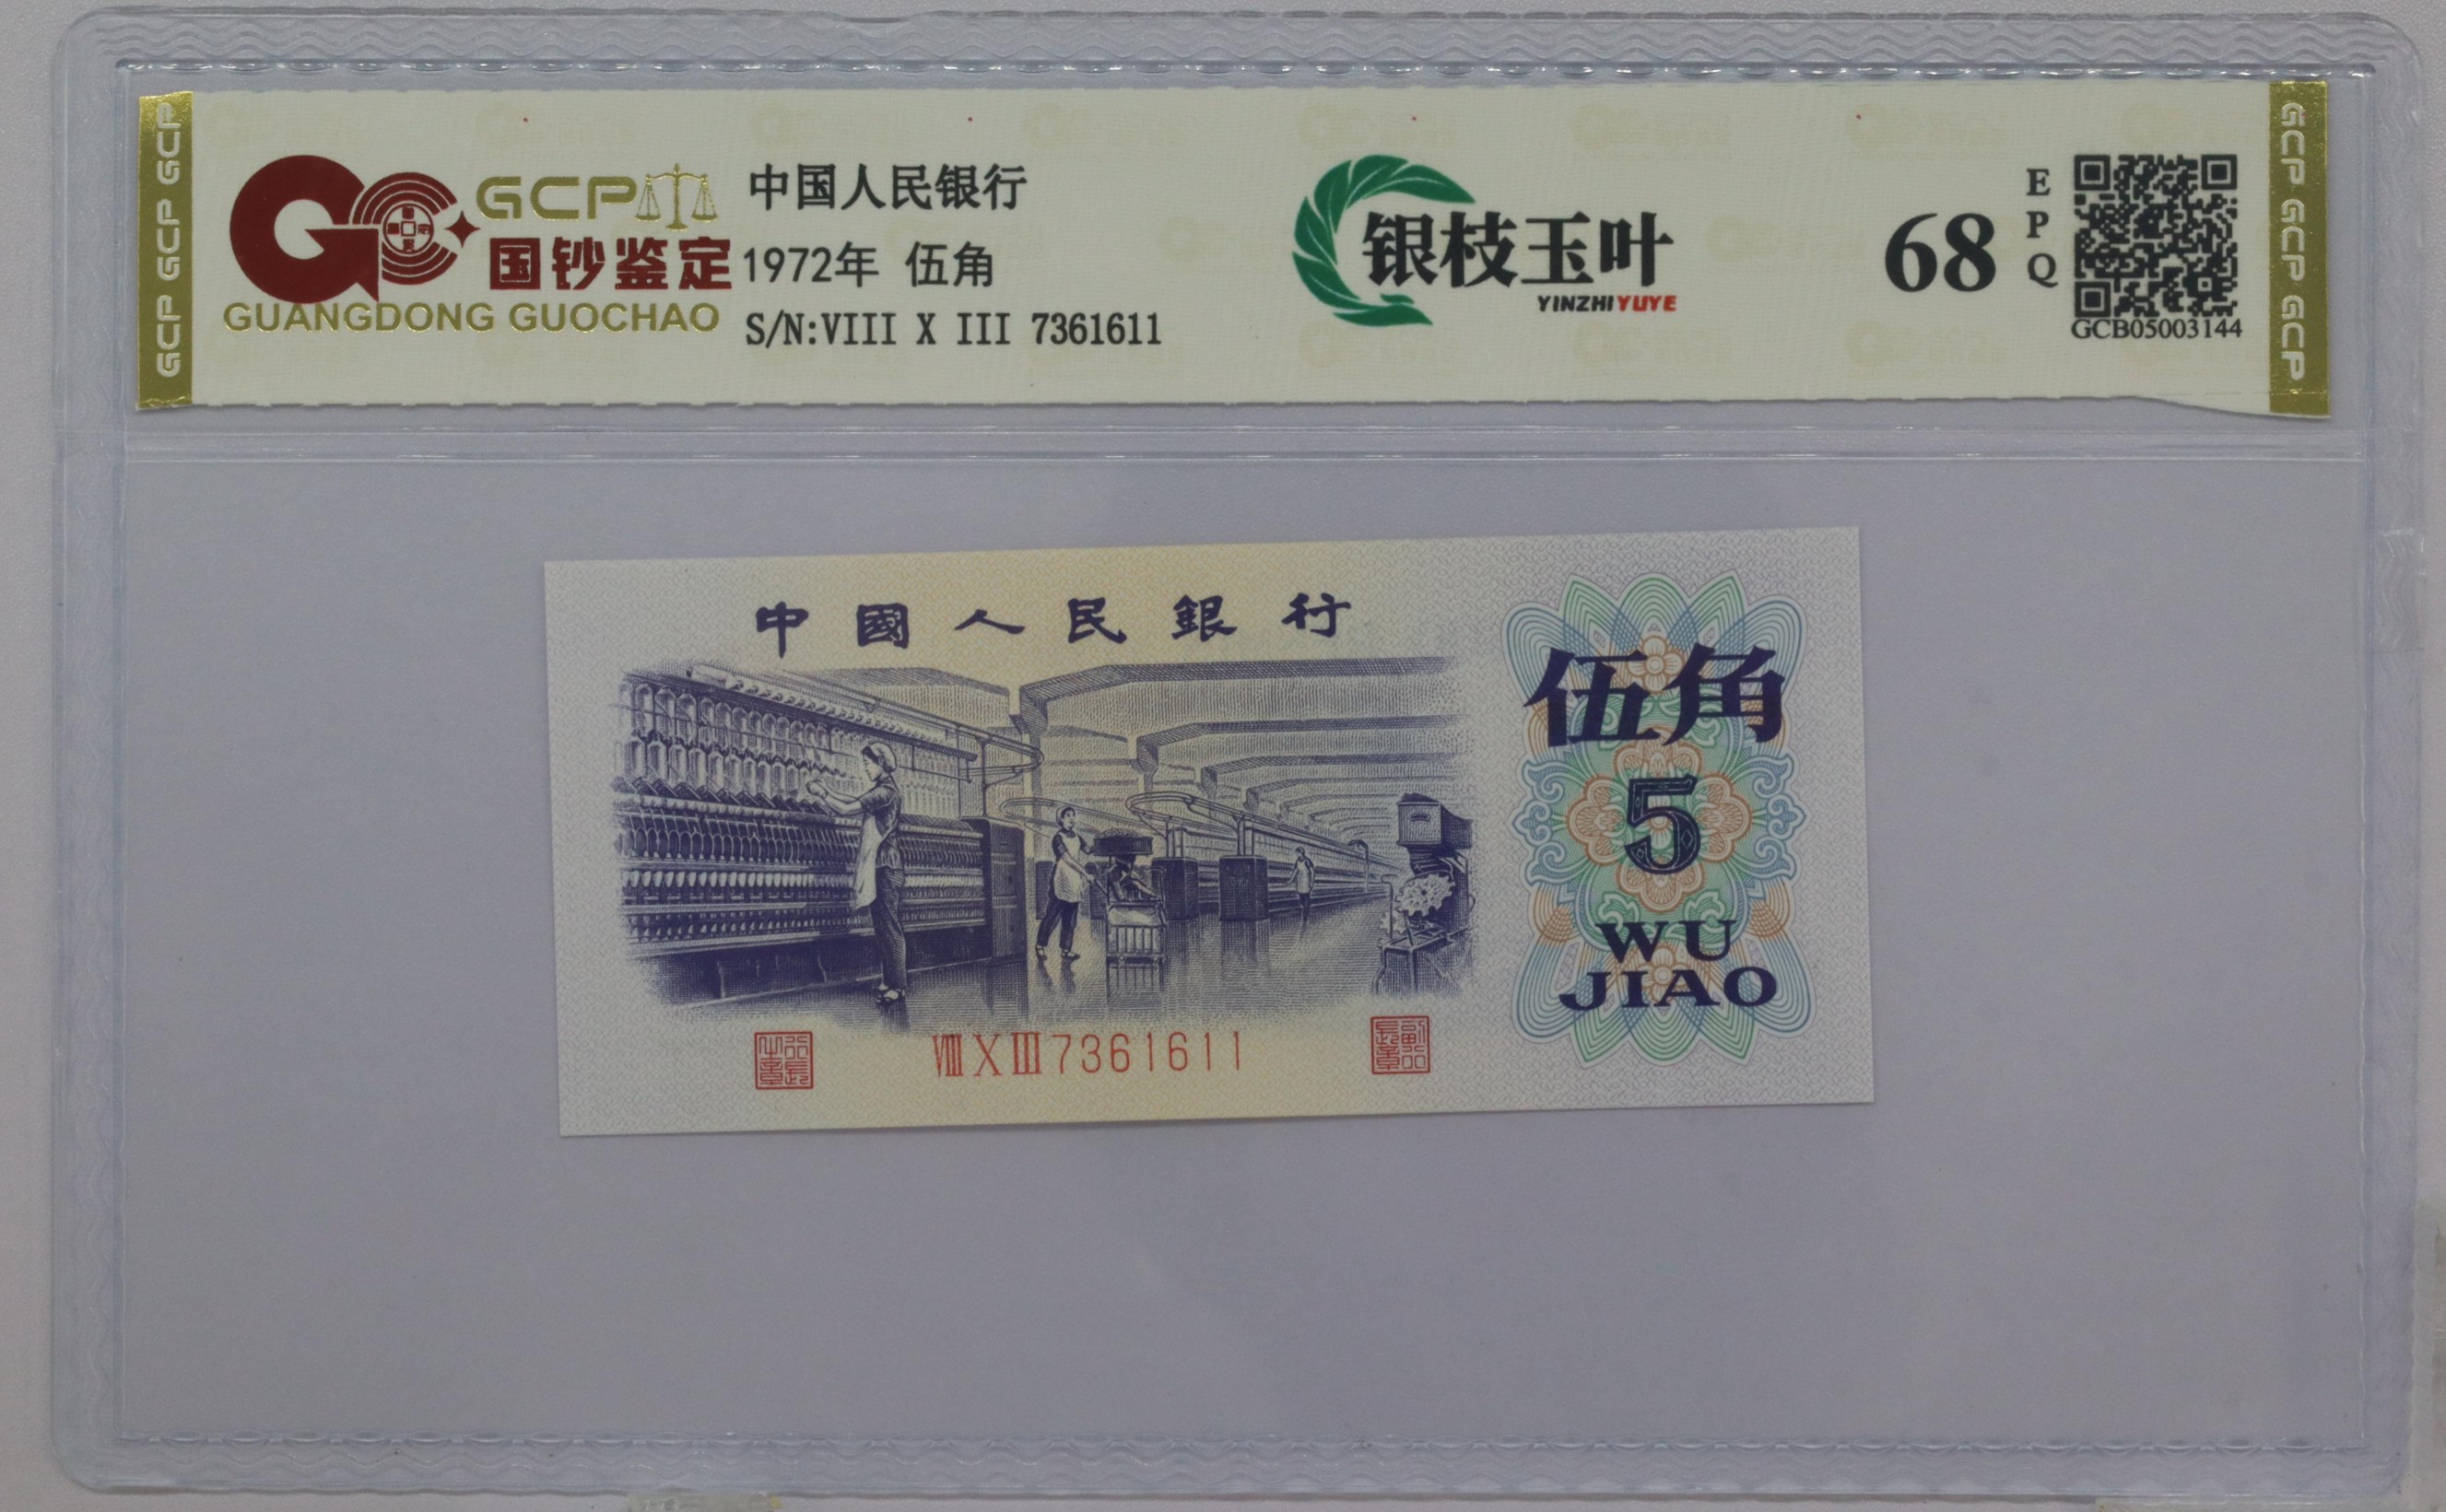 GCP GCP GCP
GCP
国钞鉴定
GUANGDONG GUOCHAO
中国人民银行
1972年 伍角
S/N:VIII X III 7361611
银枝玉叶
YINZHIYUYE
68
EPQ
GCB05003144
GCP GCP GCP
中國人民銀行
伍角
5
WU
JIAO
VIII X III 7361611